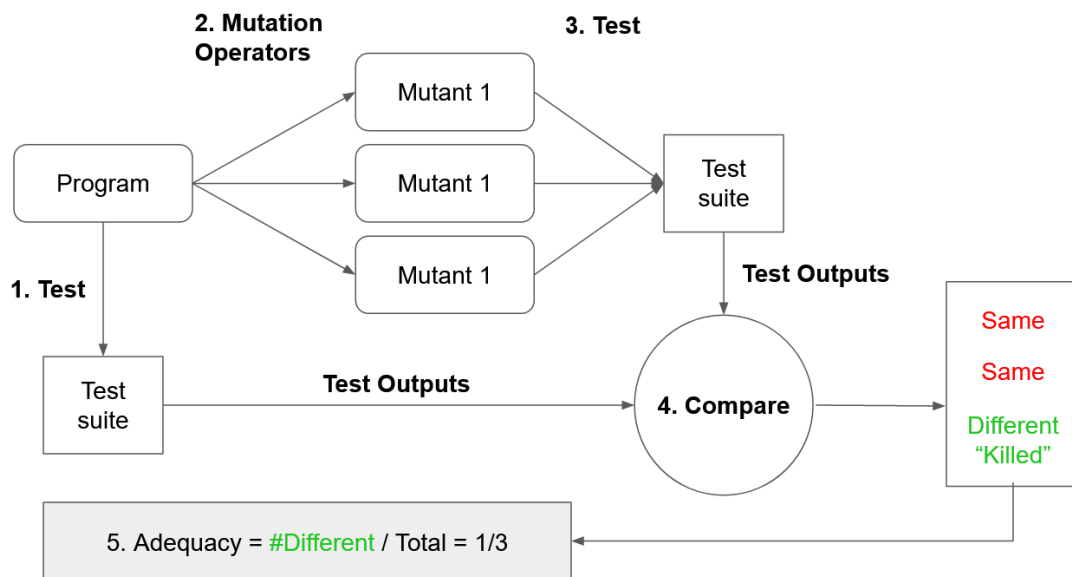 2. Mutation
Operators
3. Test
Mutant 1
Program
Mutant 1
Test
suite
Mutant 1
1. Test
Test Outputs
Same
Same
Different
“Killed”
Test
suite
Test Outputs
4. Compare
5. Adequacy = #Different / Total = 1/3